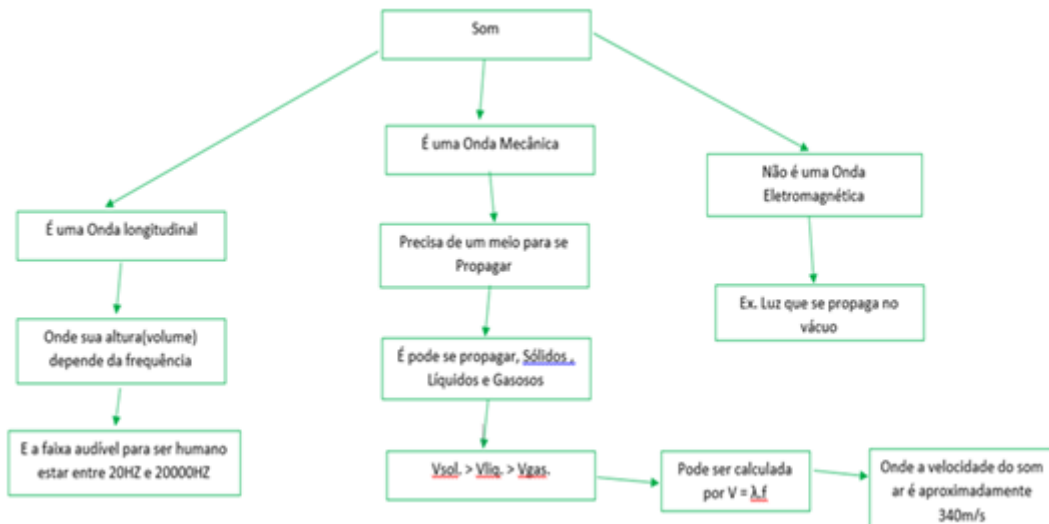 Som
É uma Onda Mecânica
Não é uma Onda
Eletromagnética
É uma Onda longitudinal
Precisa de um meio para se
Propagar
Ex. Luz que se propaga no
vácuo
Onde sua altura(volume)
depende da frequência
É pode se propagar, Sólidos ,
Líquidos e Gasosos
E a faixa audível para ser humano
estar entre 20HZ e 20000HZ
Vsol. > Vliq. > Vgas.
Pode ser calculada
por V = λ.f
Onde a velocidade do som
ar é aproximadamente
340m/s